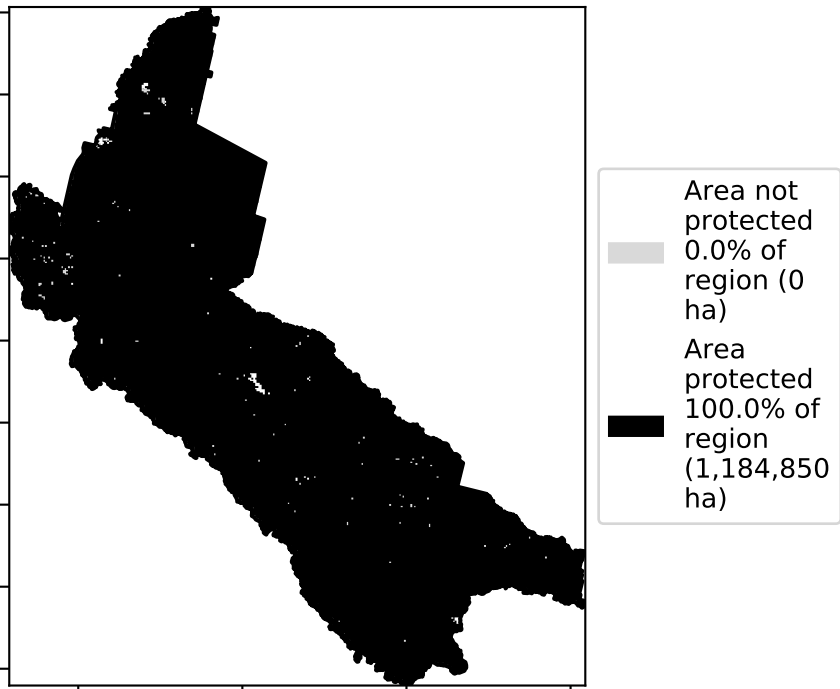 Area not
protected
0.0% of
region (0
ha)
Area
protected
100.0% of
region
(1,184,850
ha)